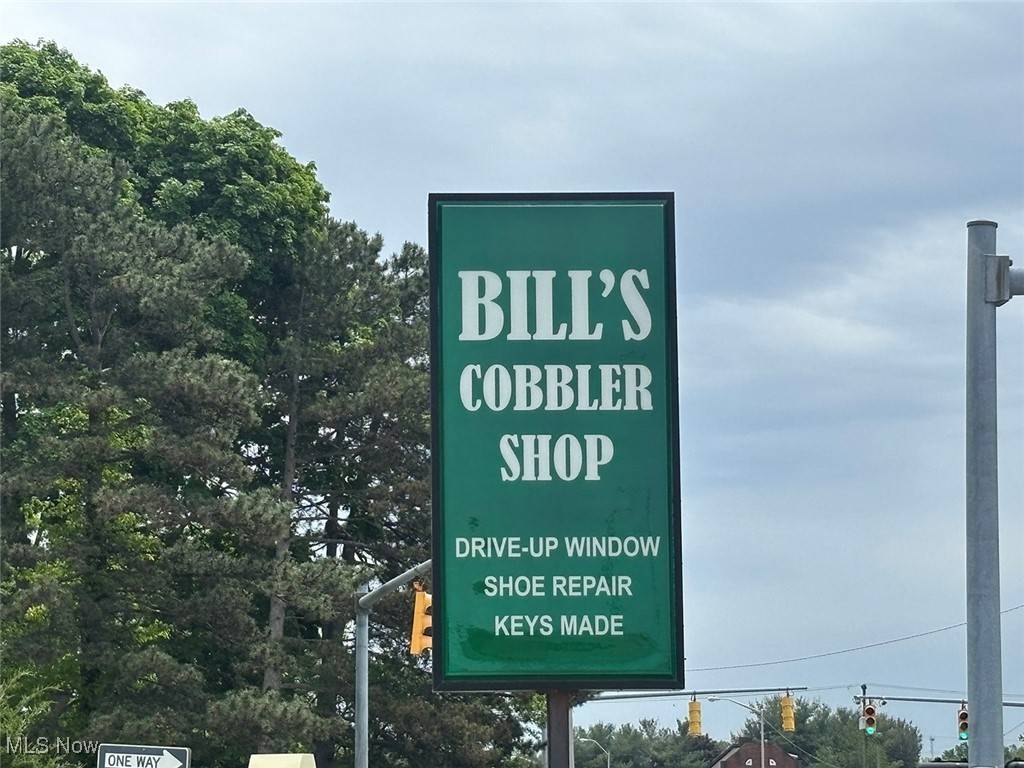 BILL'S
COBBLER
SHOP
DRIVE-UP WINDOW
SHOE REPAIR
KEYS MADE
MLS Now
ONE WAY